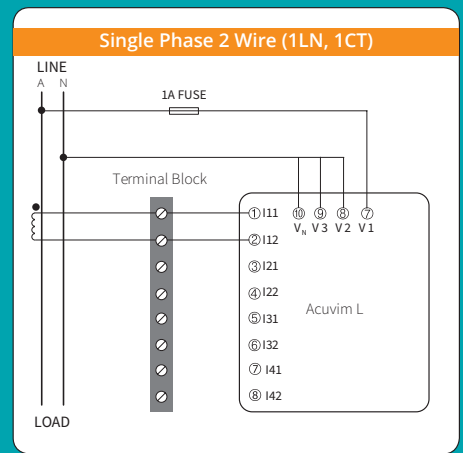 Single Phase 2 Wire (1LN, 1CT)
LINE
A N
1A FUSE
Terminal Block
① I11
⑩ ⑨ ⑧ ⑦
VN V3 V2 V1
② I12
③ I21
④ I22
Acuvim L
⑤ I31
⑥ I32
⑦ I41
⑧ I42
LOAD